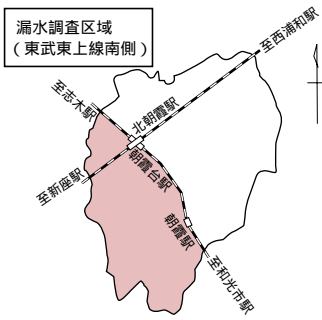 漏水調査区域
(東武東上線南側)
至西浦和駅
至志木駅
北朝霞駅
朝霞台駅
至新座駅
朝霞駅
至和光市駅